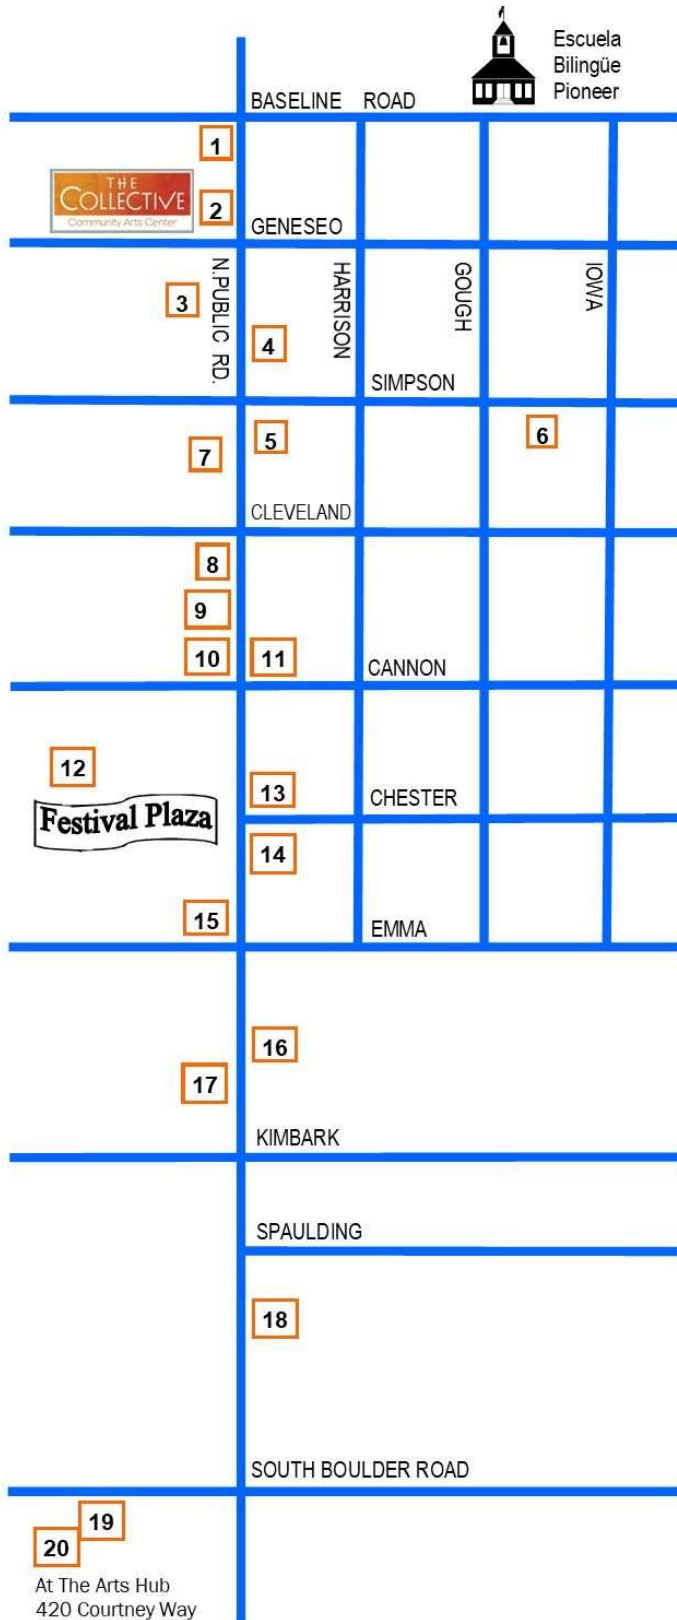 Escuela
Bilingüe
Pioneer
BASELINE ROAD
1
THE
COLLECTIVE
Community Arts Center
2
GENESEO
N.PUBLIC RD.
HARRISON
GOUGH
IOWA
3
4
SIMPSON
5
6
7
CLEVELAND
8
9
10
11
CANNON
12
13
CHESTER
Festival Plaza
14
15
EMMA
16
17
KIMBARK
SPAULDING
18
SOUTH BOULDER ROAD
19
20
At The Arts Hub
420 Courtney Way